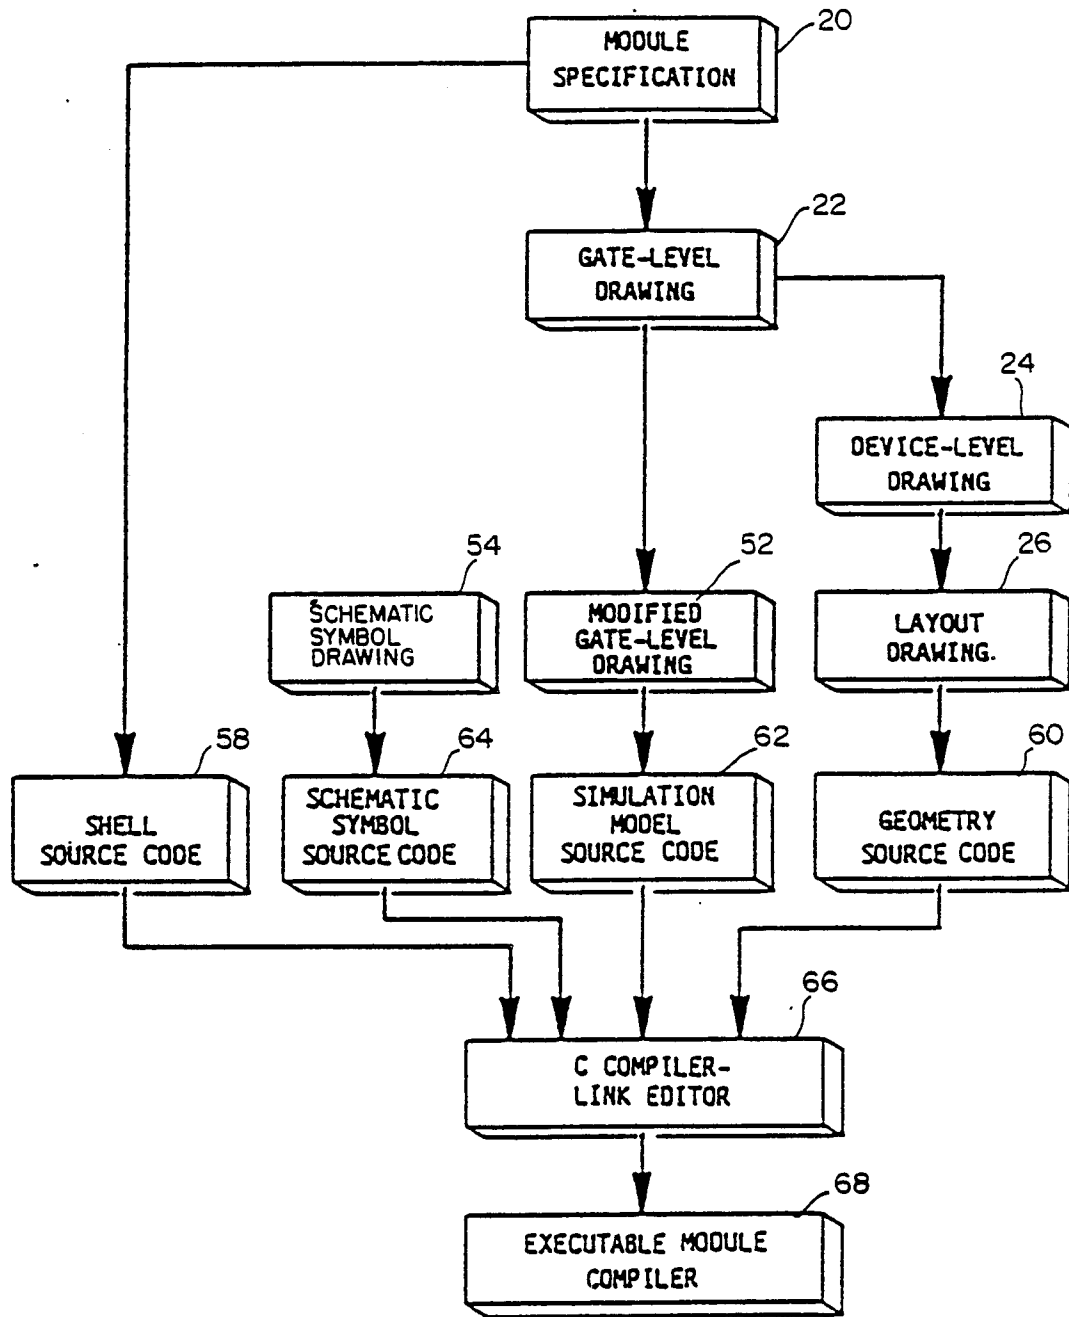 20
MODULE
SPECIFICATION
22
GATE-LEVEL
DRAWING
24
DEVICE-LEVEL
DRAWING
54
SCHEMATIC
SYMBOL
DRAWING
52
MODIFIED
GATE-LEVEL
DRAWING
26
LAYOUT
DRAWING.
58
SHELL
SOURCE CODE
64
SCHEMATIC
SYMBOL
SOURCE CODE
62
SIMULATION
MODEL
SOURCE CODE
60
GEOMETRY
SOURCE CODE
66
C COMPILER-
LINK EDITOR
68
EXECUTABLE MODULE
COMPILER